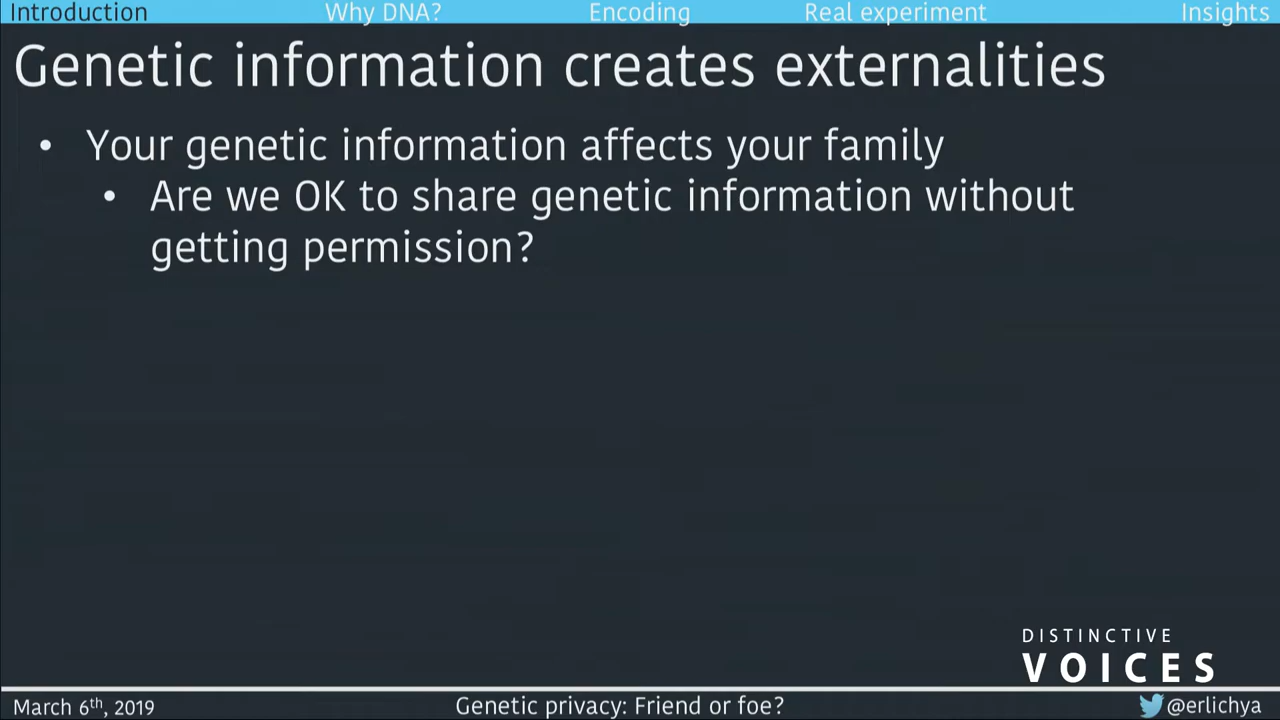 Introduction Why DNA? Encoding Real experiment Insights
Genetic information creates externalities
• Your genetic information affects your family
• Are we OK to share genetic information without
getting permission?
DISTINCTIVE
VOICES
March 6th, 2019 Genetic privacy: Friend or foe? @erlichya